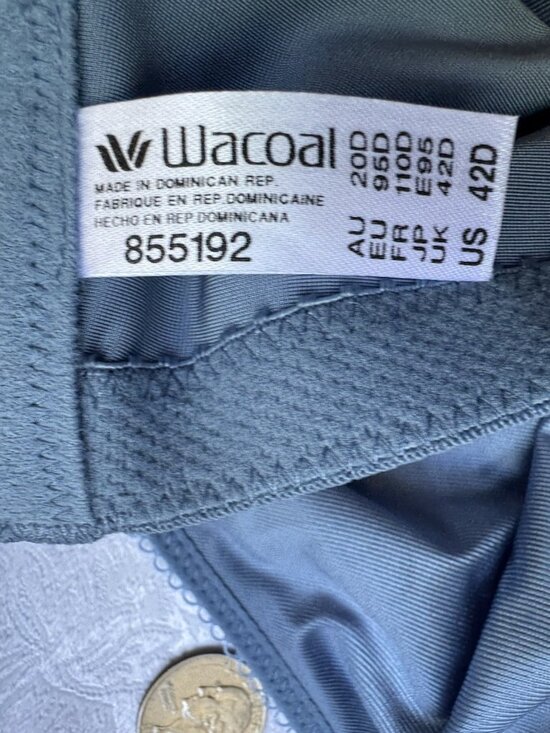 Wacoal
MADE IN DOMINICAN REP.
FABRIQUE EN REP.DOMINICAINE
HECHO EN REP.DOMINICANA
855192
AU 20D
EU 95D
FR 110D
JP E95
UK 42D
US 42D